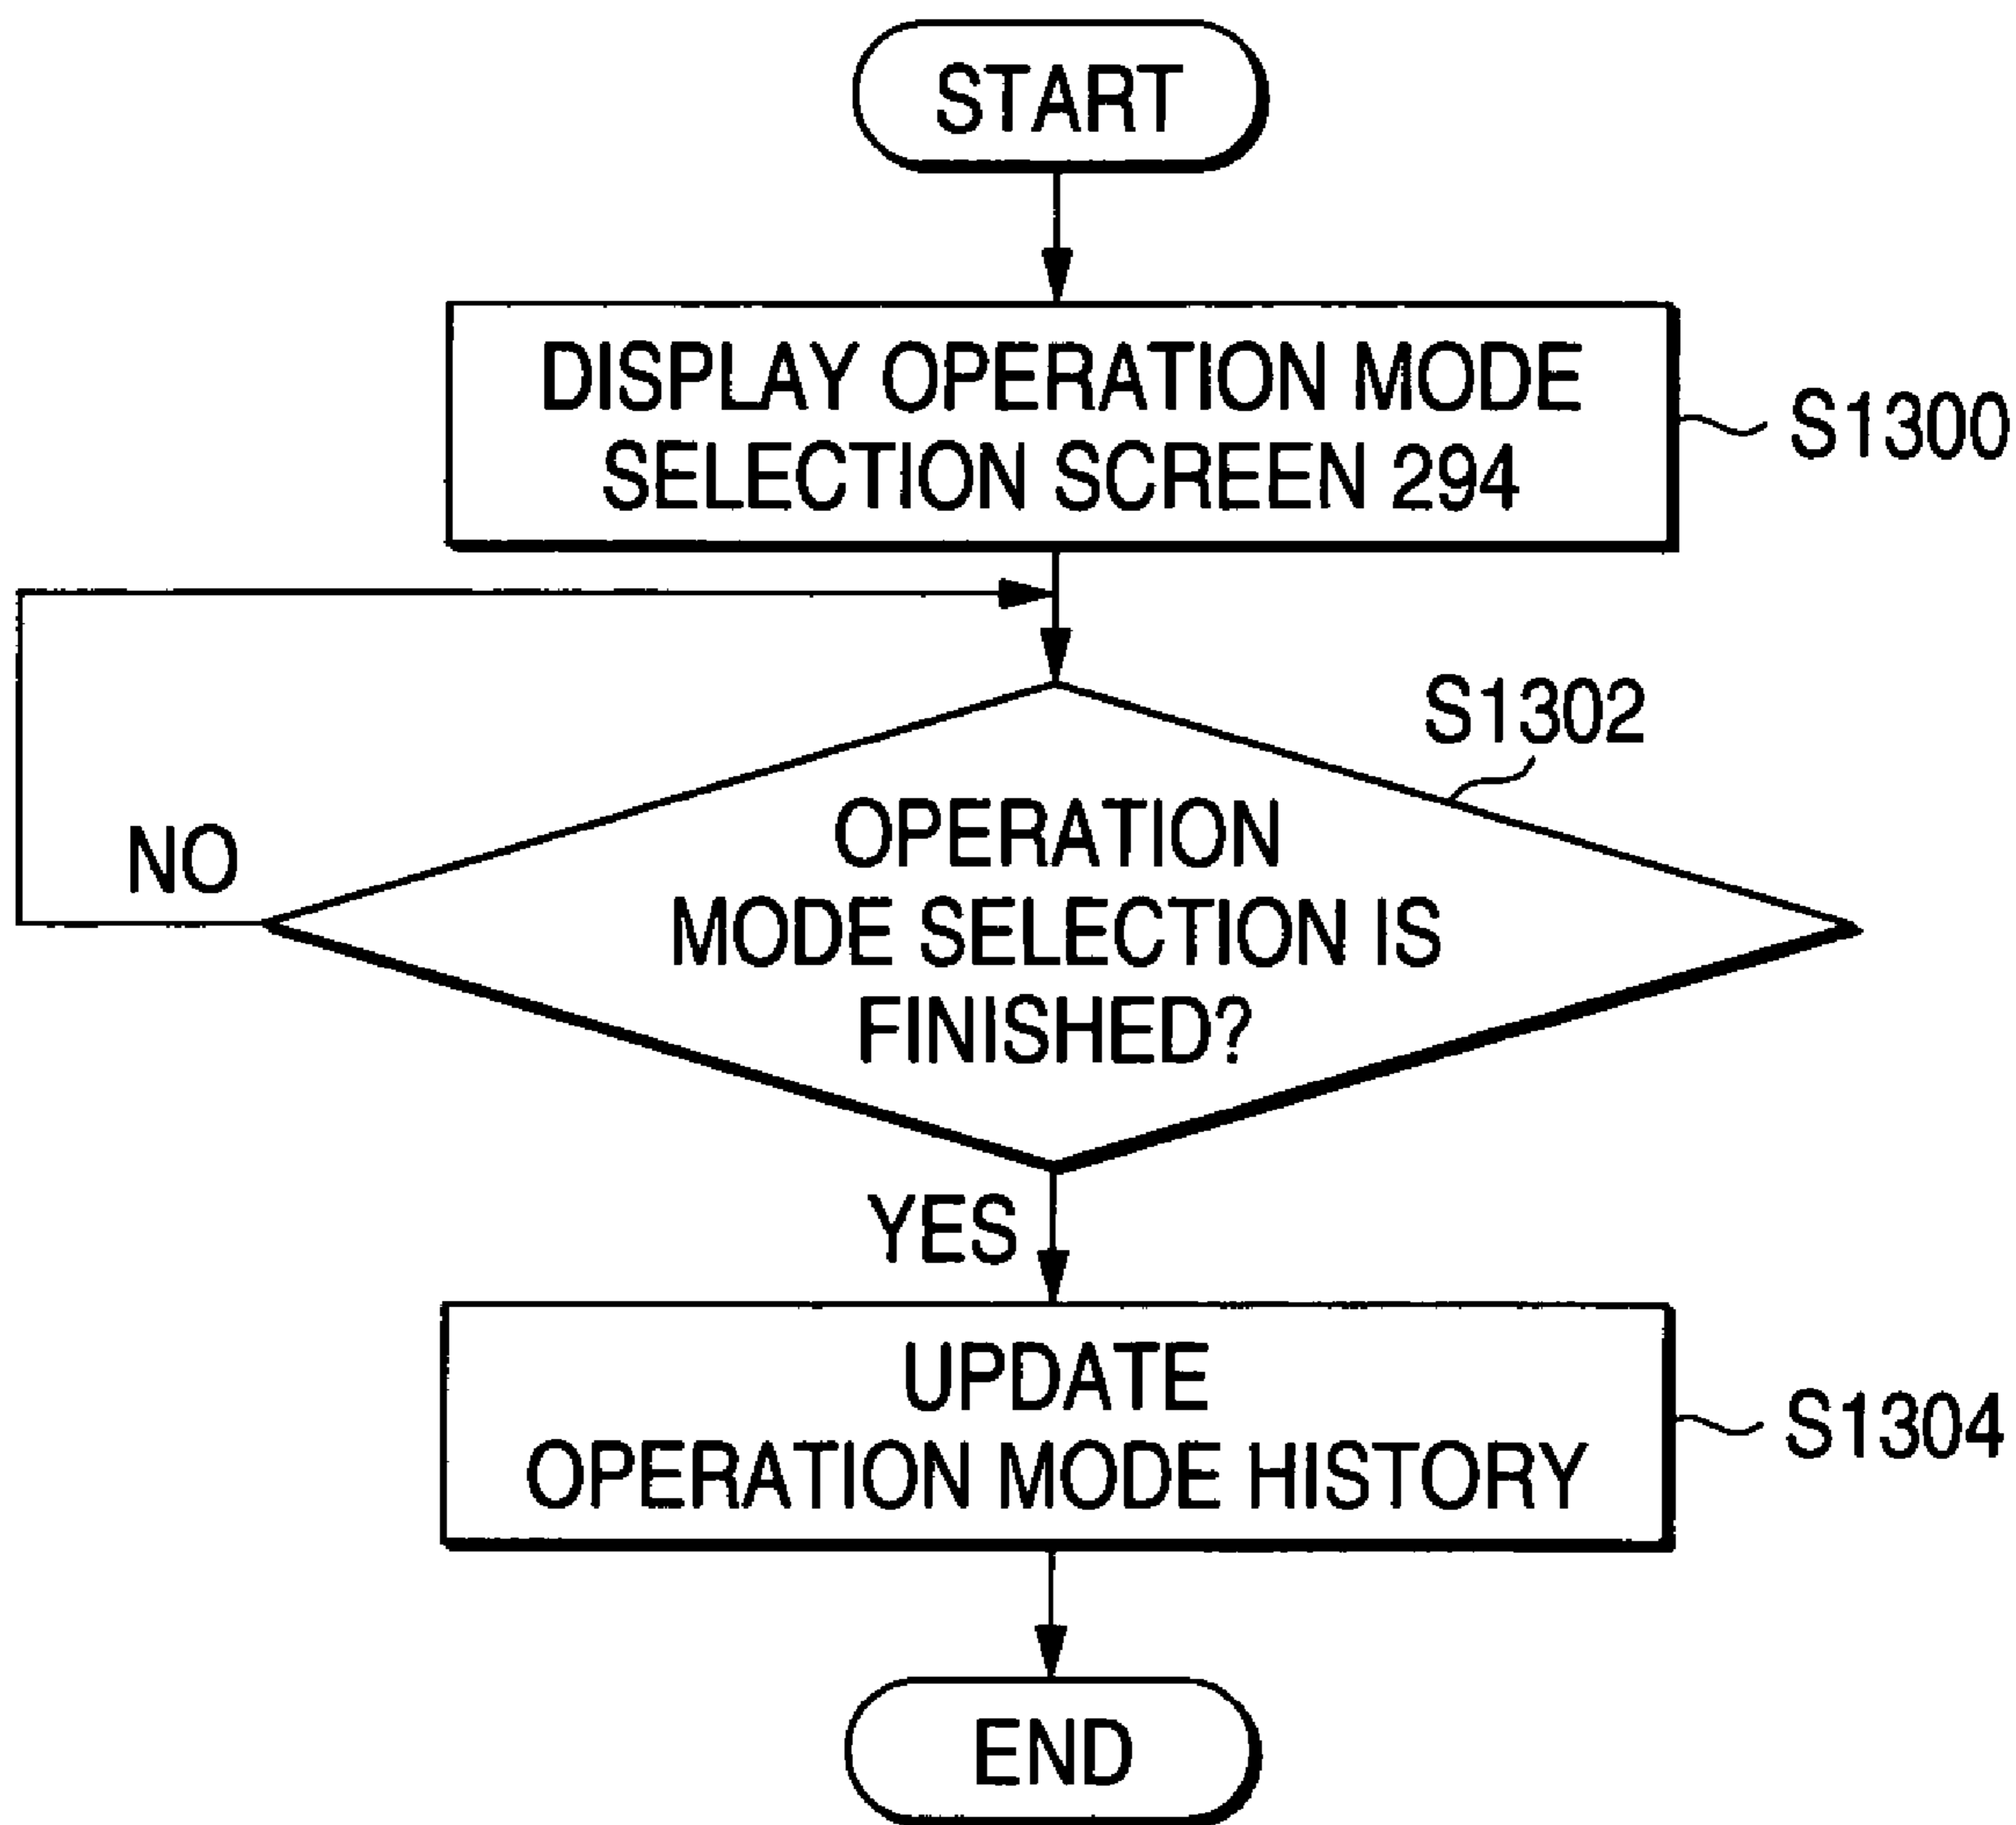 START
DISPLAY OPERATION MODE
SELECTION SCREEN 294
S1300
S1302
OPERATION
MODE SELECTION IS
FINISHED?
NO
YES
UPDATE
OPERATION MODE HISTORY
S1304
END